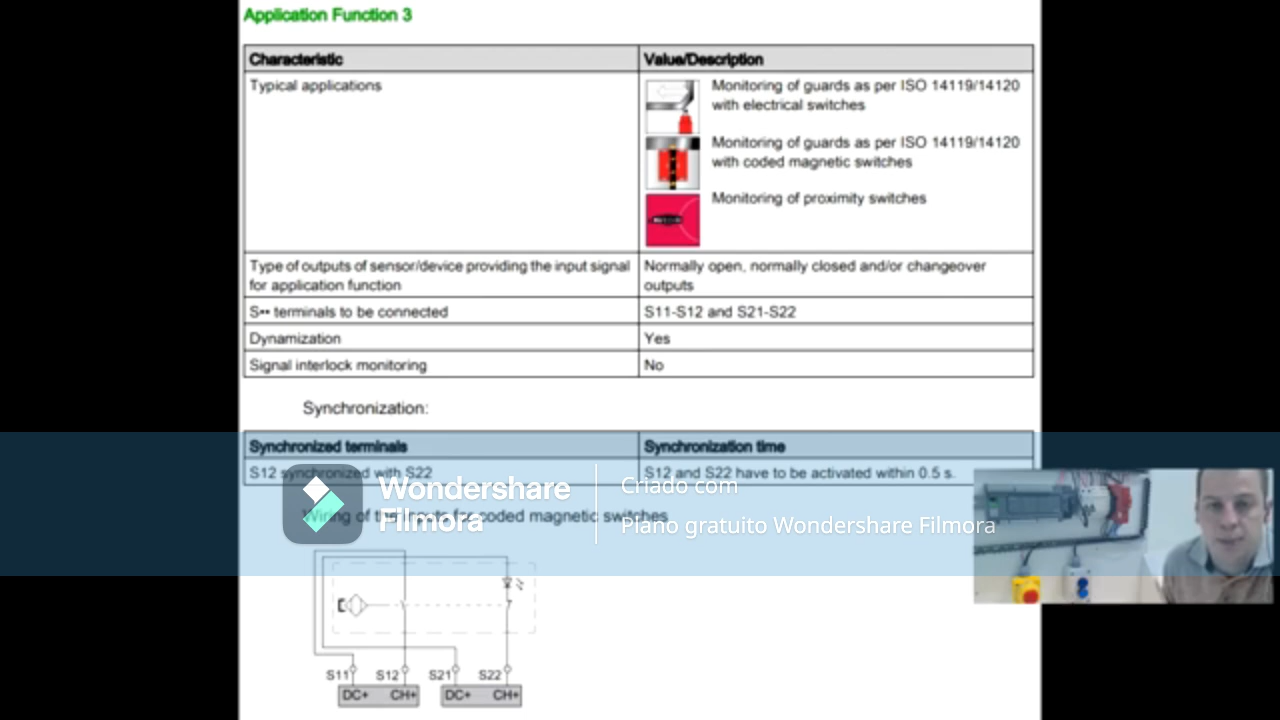 Application Function 3
Characteristic
Value/Description
Typical applications
Monitoring of guards as per ISO 14119/14120
with electrical switches
Monitoring of guards as per ISO 14119/14120
with coded magnetic switches
Monitoring of proximity switches
Type of outputs of sensor/device providing the input signal
for application function
Normally open, normally closed and/or changeover
outputs
S•• terminals to be connected
S11-S12 and S21-S22
Dynamization
Yes
Signal interlock monitoring
No
Synchronization:
Synchronized terminals
Synchronization time
S12 synchronized with S22
S12 and S22 have to be activated within 0.5 s.
Wondershare
Filmora
Criado com
Plano gratuito Wondershare Filmora
Wiring of the inputs for coded magnetic switches
S11 S12 S21 S22
DC+ CH+ DC+ CH+